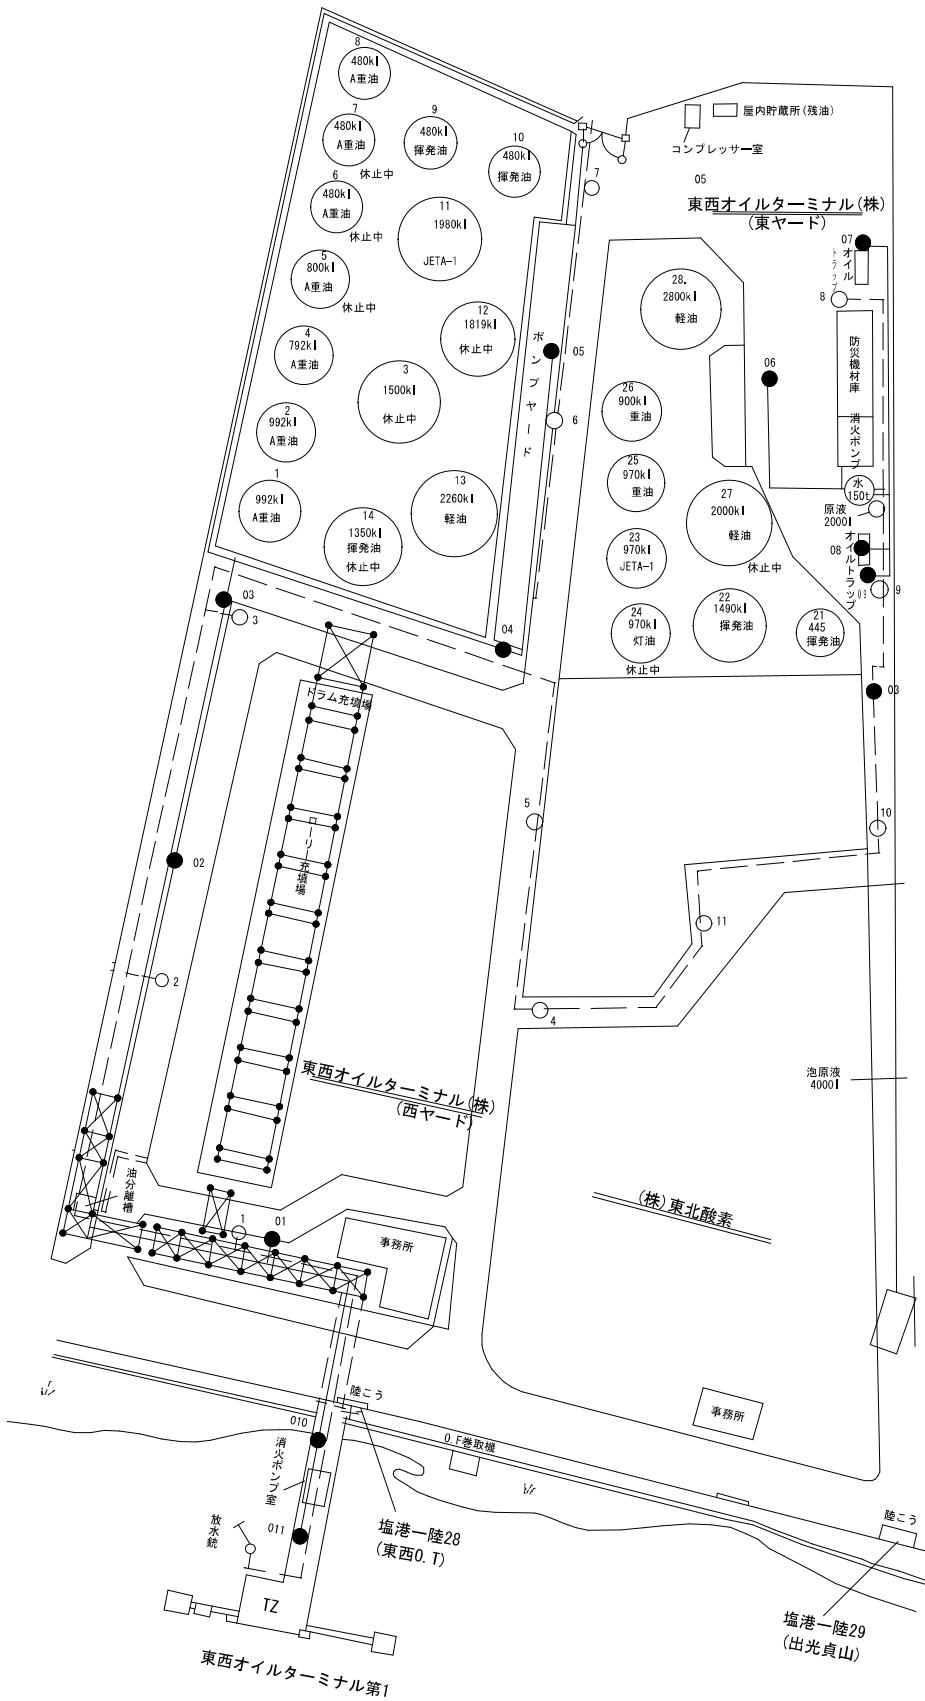 8
480kl
A重油
7
480kl
A重油
休止中
9
480kl
揮発油
10
480kl
揮発油
6
480kl
A重油
休止中
11
1980kl
JETA-1
5
800kl
A重油
休止中
12
1819kl
休止中
4
792kl
A重油
3
1500kl
休止中
2
992kl
A重油
1
992kl
A重油
13
2260kl
軽油
14
1350kl
揮発油
休止中
ポンプヤード
屋内貯蔵所(残油)
コンプレッサー室
05
東西オイルターミナル(株)
(東ヤード)
7
07
オイルトラップ
8
28.
2800kl
軽油
防災機材庫
05
06
6
26
900kl
重油
消火ポンプ
25
970kl
重油
27
2000kl
軽油
休止中
水
150t
原液
2000l
23
970kl
JETA-1
08
オイルトラップ
09
9
24
970kl
灯油
休止中
22
1490kl
揮発油
21
445
揮発油
03
3
04
03
ドラム充填場
5
10
02
ローリー充填場
11
2
4
東西オイルターミナル(株)
(西ヤード)
泡原液
4000l
油分離槽
(株)東北酸素
1
01
事務所
陸こう
010
O.F巻取機
事務所
消火ポンプ室
放水銃
011
塩港一陸28
(東西O.T)
陸こう
TZ
塩港一陸29
(出光貞山)
東西オイルターミナル第1